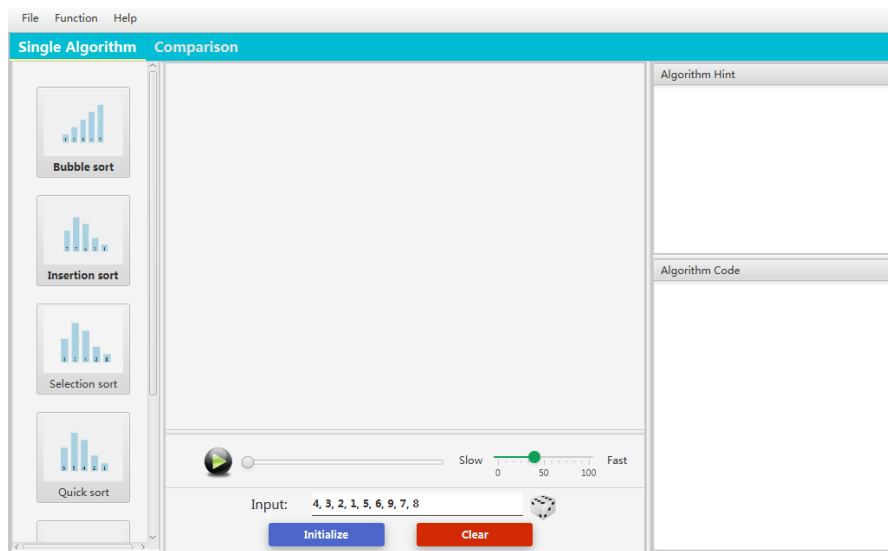 File Function Help
Single Algorithm Comparison
Bubble sort
Insertion sort
Selection sort
Quick sort
Slow
0 50 100
Fast
Input: 4, 3, 2, 1, 5, 6, 9, 7, 8
Initialize Clear
Algorithm Hint
Algorithm Code